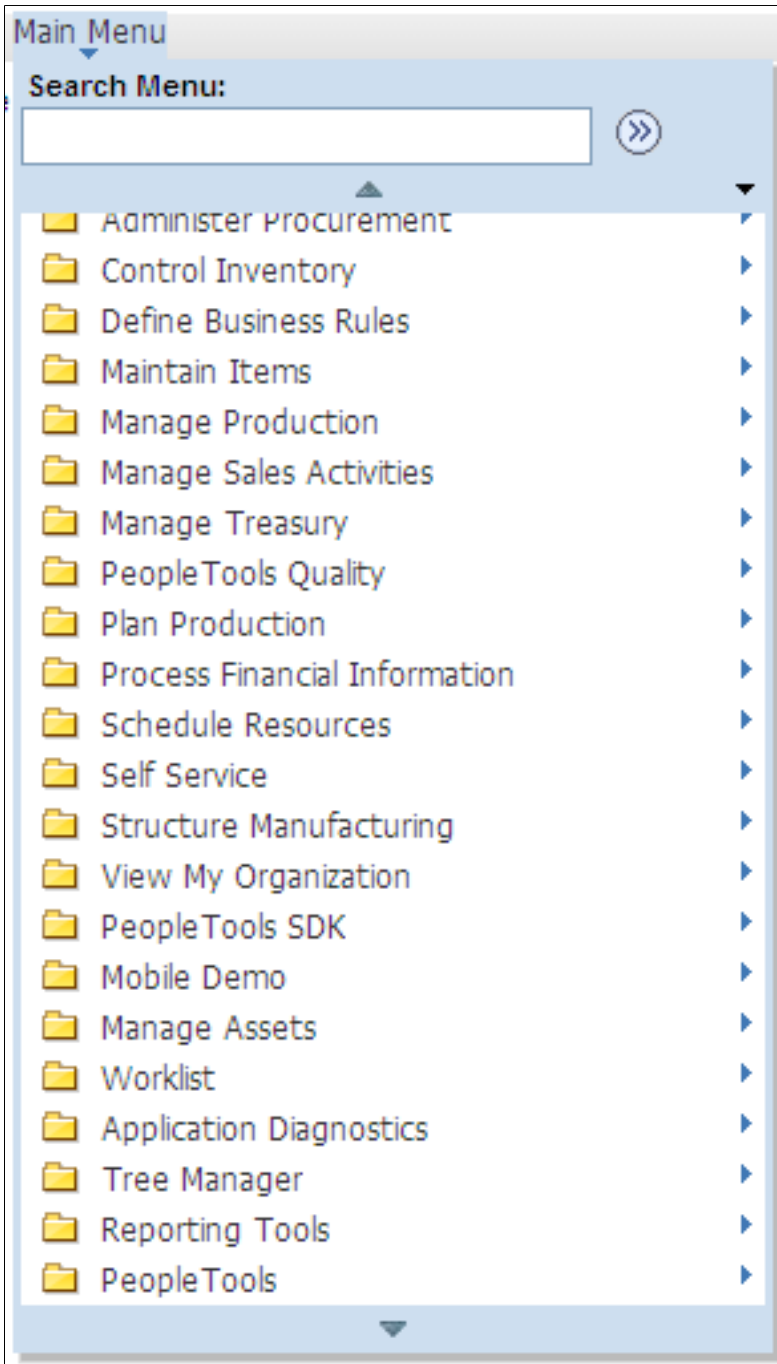 Main Menu
Search Menu:
Administer Procurement
Control Inventory
Define Business Rules
Maintain Items
Manage Production
Manage Sales Activities
Manage Treasury
PeopleTools Quality
Plan Production
Process Financial Information
Schedule Resources
Self Service
Structure Manufacturing
View My Organization
PeopleTools SDK
Mobile Demo
Manage Assets
Worklist
Application Diagnostics
Tree Manager
Reporting Tools
PeopleTools